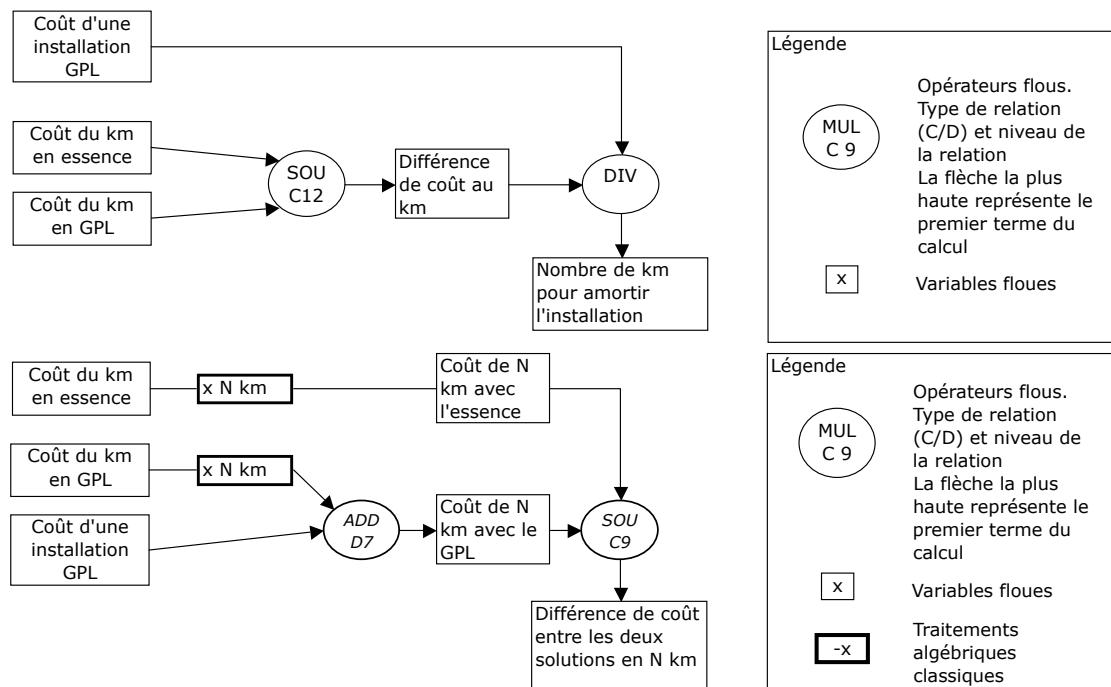 Coût d'une
installation
GPL
Coût du km
en essence
Coût du km
en GPL
SOU
C12
Différence
de coût au
km
DIV
Nombre de km
pour amortir
l'installation
Légende
MUL
C 9
Opérateurs flous.
Type de relation
(C/D) et niveau de
la relation
La flèche la plus
haute représente le
premier terme du
calcul
x
Variables floues
Coût du km
en essence
x N km
Coût de N
km avec
l'essence
Coût du km
en GPL
x N km
Coût d'une
installation
GPL
ADD
D7
Coût de N
km avec le
GPL
SOU
C9
Différence de coût
entre les deux
solutions en N km
Légende
MUL
C 9
Opérateurs flous.
Type de relation
(C/D) et niveau de
la relation
La flèche la plus
haute représente le
premier terme du
calcul
x
Variables floues
-x
Traitements
algébriques
classiques